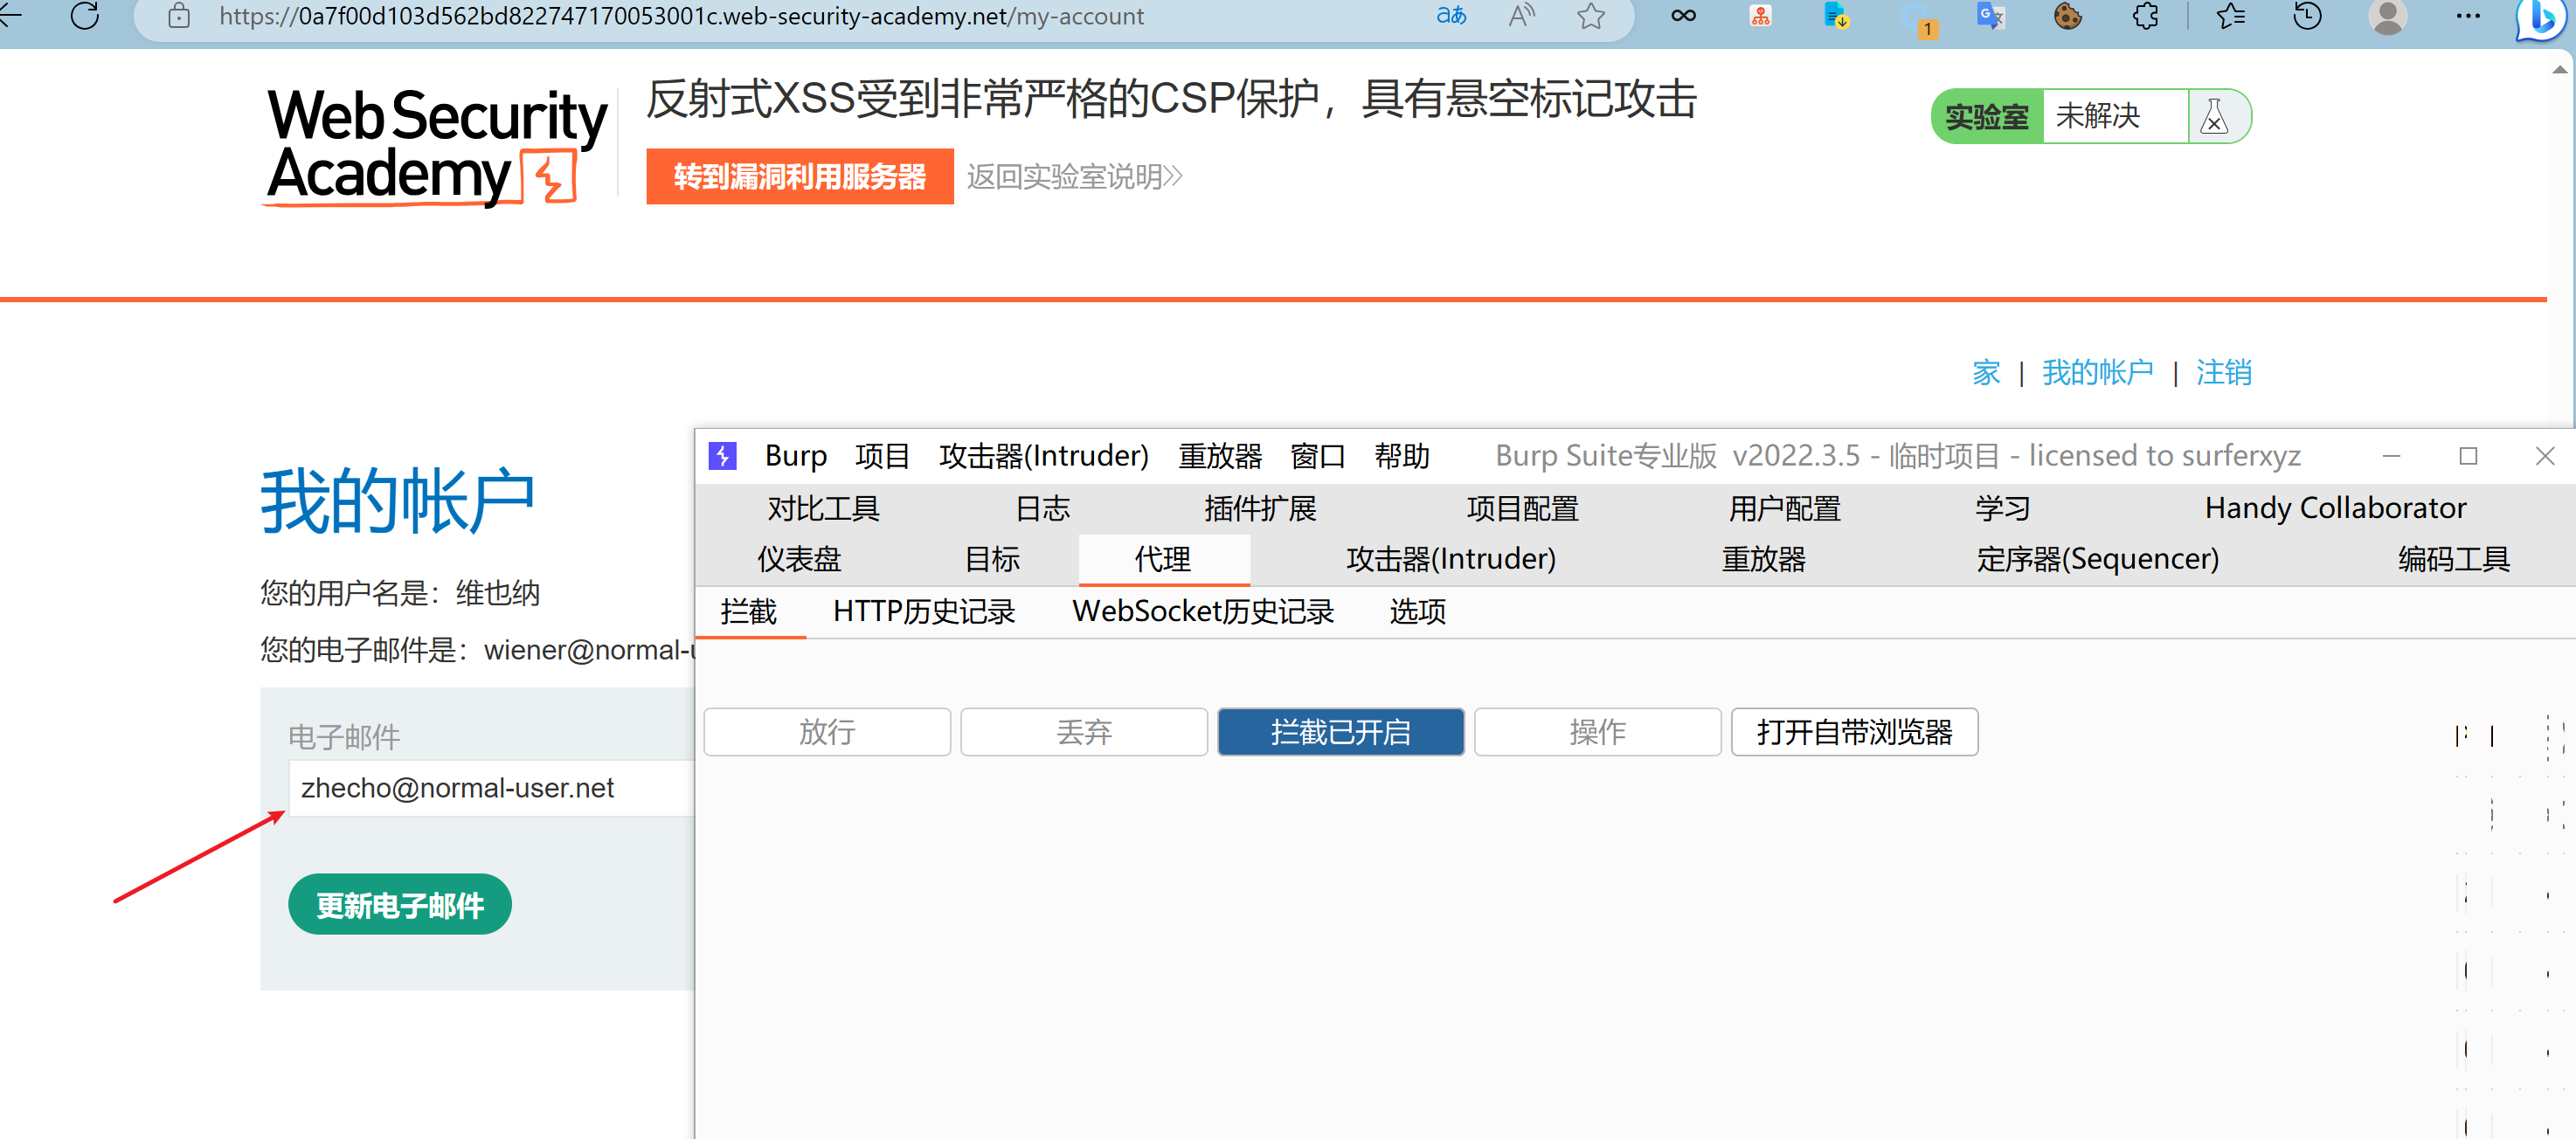 https://0a7f00d103d562bd822747170053001c.web-security-academy.net/my-account
aあ
A
1
Web Security
Academy
反射式XSS受到非常严格的CSP保护，具有悬空标记攻击
转到漏洞利用服务器 返回实验室说明
实验室 未解决
家 | 我的帐户 | 注销
我的帐户
您的用户名是：维也纳
您的电子邮件是：wiener@normal-u
电子邮件
zhecho@normal-user.net
更新电子邮件
Burp 项目 攻击器(Intruder) 重放器 窗口 帮助 Burp Suite专业版 v2022.3.5 - 临时项目 - licensed to surferxyz
对比工具 日志 插件扩展 项目配置 用户配置 学习 Handy Collaborator
仪表盘 目标 代理 攻击器(Intruder) 重放器 定序器(Sequencer) 编码工具
拦截 HTTP历史记录 WebSocket历史记录 选项
放行 丢弃 拦截已开启 操作 打开自带浏览器